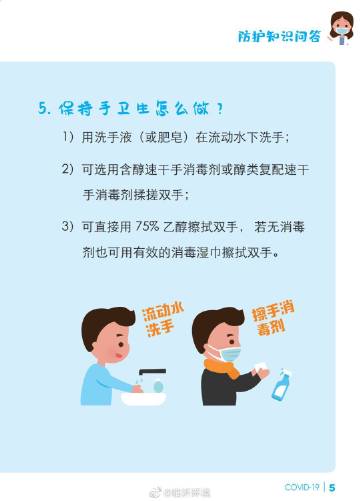 防护知识问答
5. 保持手卫生怎么做？
1）用洗手液（或肥皂）在流动水下洗手；
2）可选用含醇速干手消毒剂或醇类复配速干
手消毒剂揉搓双手；
3）可直接用 75% 乙醇擦拭双手， 若无消毒
剂也可用有效的消毒湿巾擦拭双手。
流动水
洗手
擦手消
毒剂
COVID-19 | 5